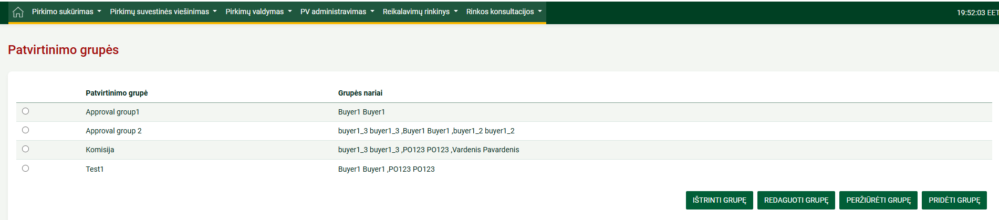 Pirkimo sukūrimas Pirkimų suvestinės viešinimas Pirkimų valdymas PV administravimas Reikalavimų rinkinys Rinkos konsultacijos 19:52:03 EET
Patvirtinimo grupės
Patvirtinimo grupė Grupės nariai
Approval group1 Buyer1 Buyer1
Approval group 2 buyer1_3 buyer1_3 ,Buyer1 Buyer1 ,buyer1_2 buyer1_2
Komisija buyer1_3 buyer1_3 ,PO123 PO123 ,Vardenis Pavardenis
Test1 Buyer1 Buyer1 ,PO123 PO123
IŠTRINTI GRUPĘ REDAGUOTI GRUPĘ PERŽIŪRĖTI GRUPĘ PRIDĖTI GRUPĘ